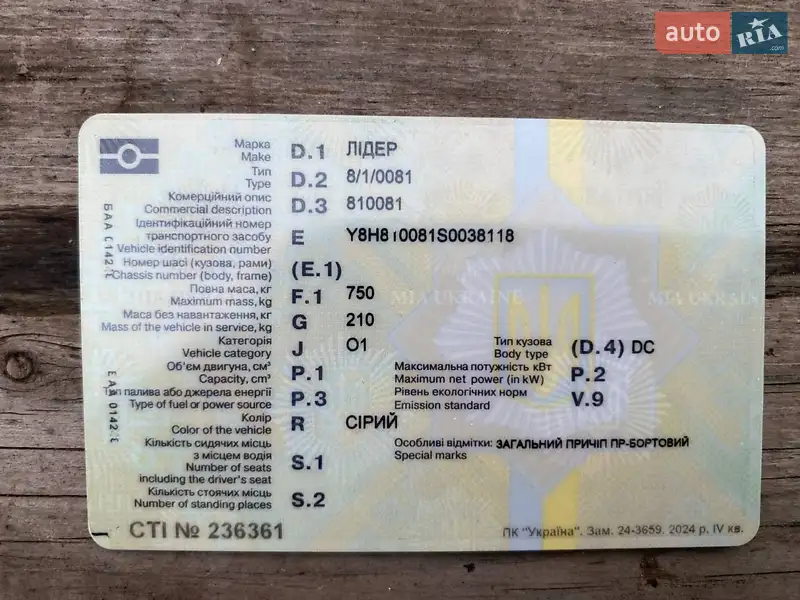 auto RIA .com
Марка D.1 ЛІДЕР
Make
Тип D.2 8/1/0081
Type
Комерційний опис D.3 810081
Commercial description
Ідентифікаційний номер
транспортного засобу E Y8H810081S0038118
Vehicle identification number
Номер шасі (кузова, рами) (E.1)
Chassis number (body, frame)
Повна маса, кг F.1 750
Maximum mass, kg
MIA UKRAINE MIA UKRAIN
Маса без навантаження, кг G 210
Mass of the vehicle in service, kg
Категорія J O1 Тип кузова (D.4) DC
Vehicle category Body type
Об'єм двигуна, см³ P.1 Максимальна потужність кВт P.2
Capacity, cm³ Maximum net power (in kW)
Тип палива або джерела енергії P.3 Рівень екологічних норм V.9
Type of fuel or power source Emission standard
Колір R СІРИЙ
Color of the vehicle
Кількість сидячих місць Особливі відмітки: ЗАГАЛЬНИЙ ПРИЧІП ПР-БОРТОВИЙ
з місцем водія S.1 Special marks
Number of seats
including the driver's seat
Кількість стоячих місць S.2
Number of standing places
СТІ № 236361 ПК "Україна". Зам. 24-3659. 2024 р. IV кв.